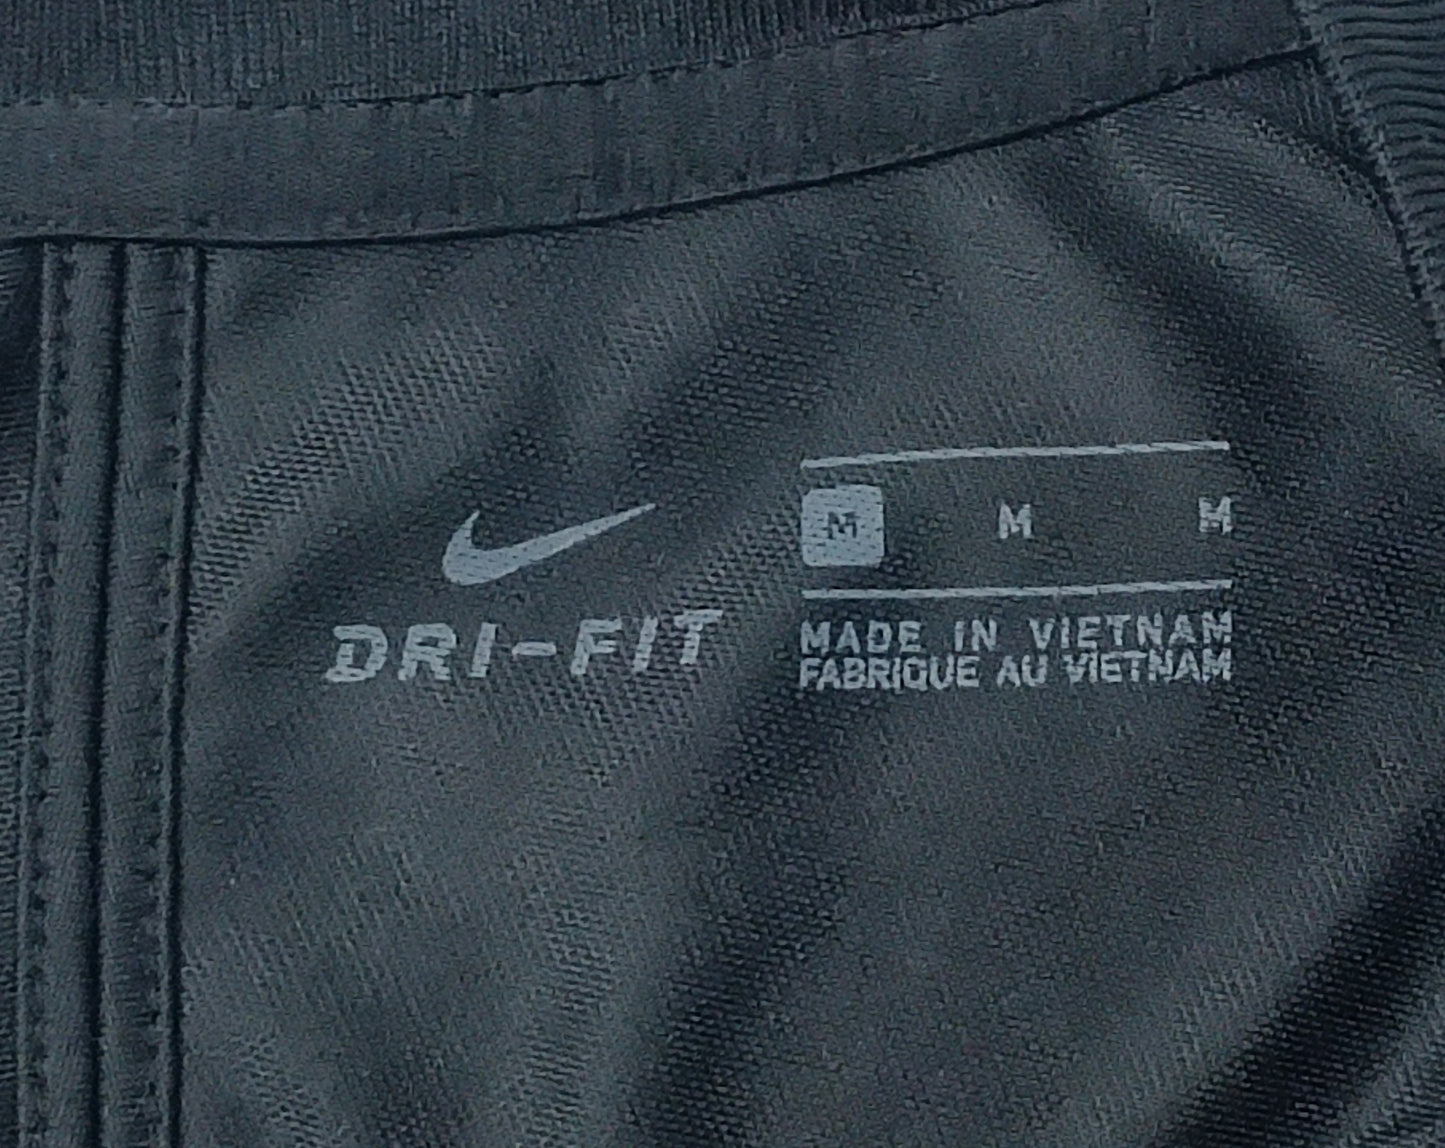 DRI-FIT
M M M
MADE IN VIETNAM
FABRIQUE AU VIETNAM